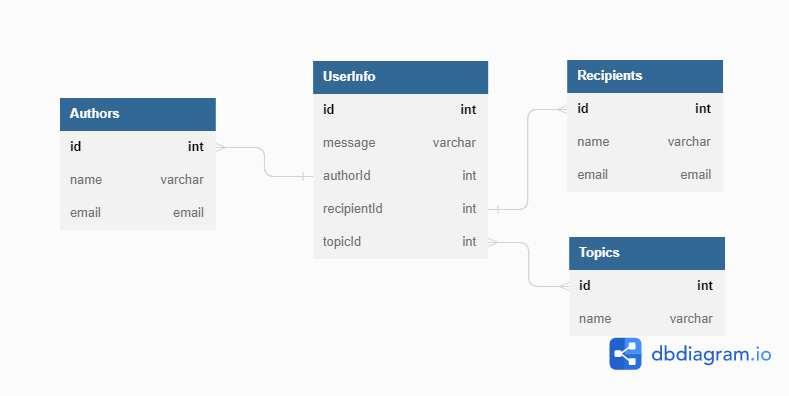 Authors
id int
name varchar
email email
UserInfo
id int
message varchar
authorId int
recipientId int
topicId int
Recipients
id int
name varchar
email email
Topics
id int
name varchar
dbdiagram.io